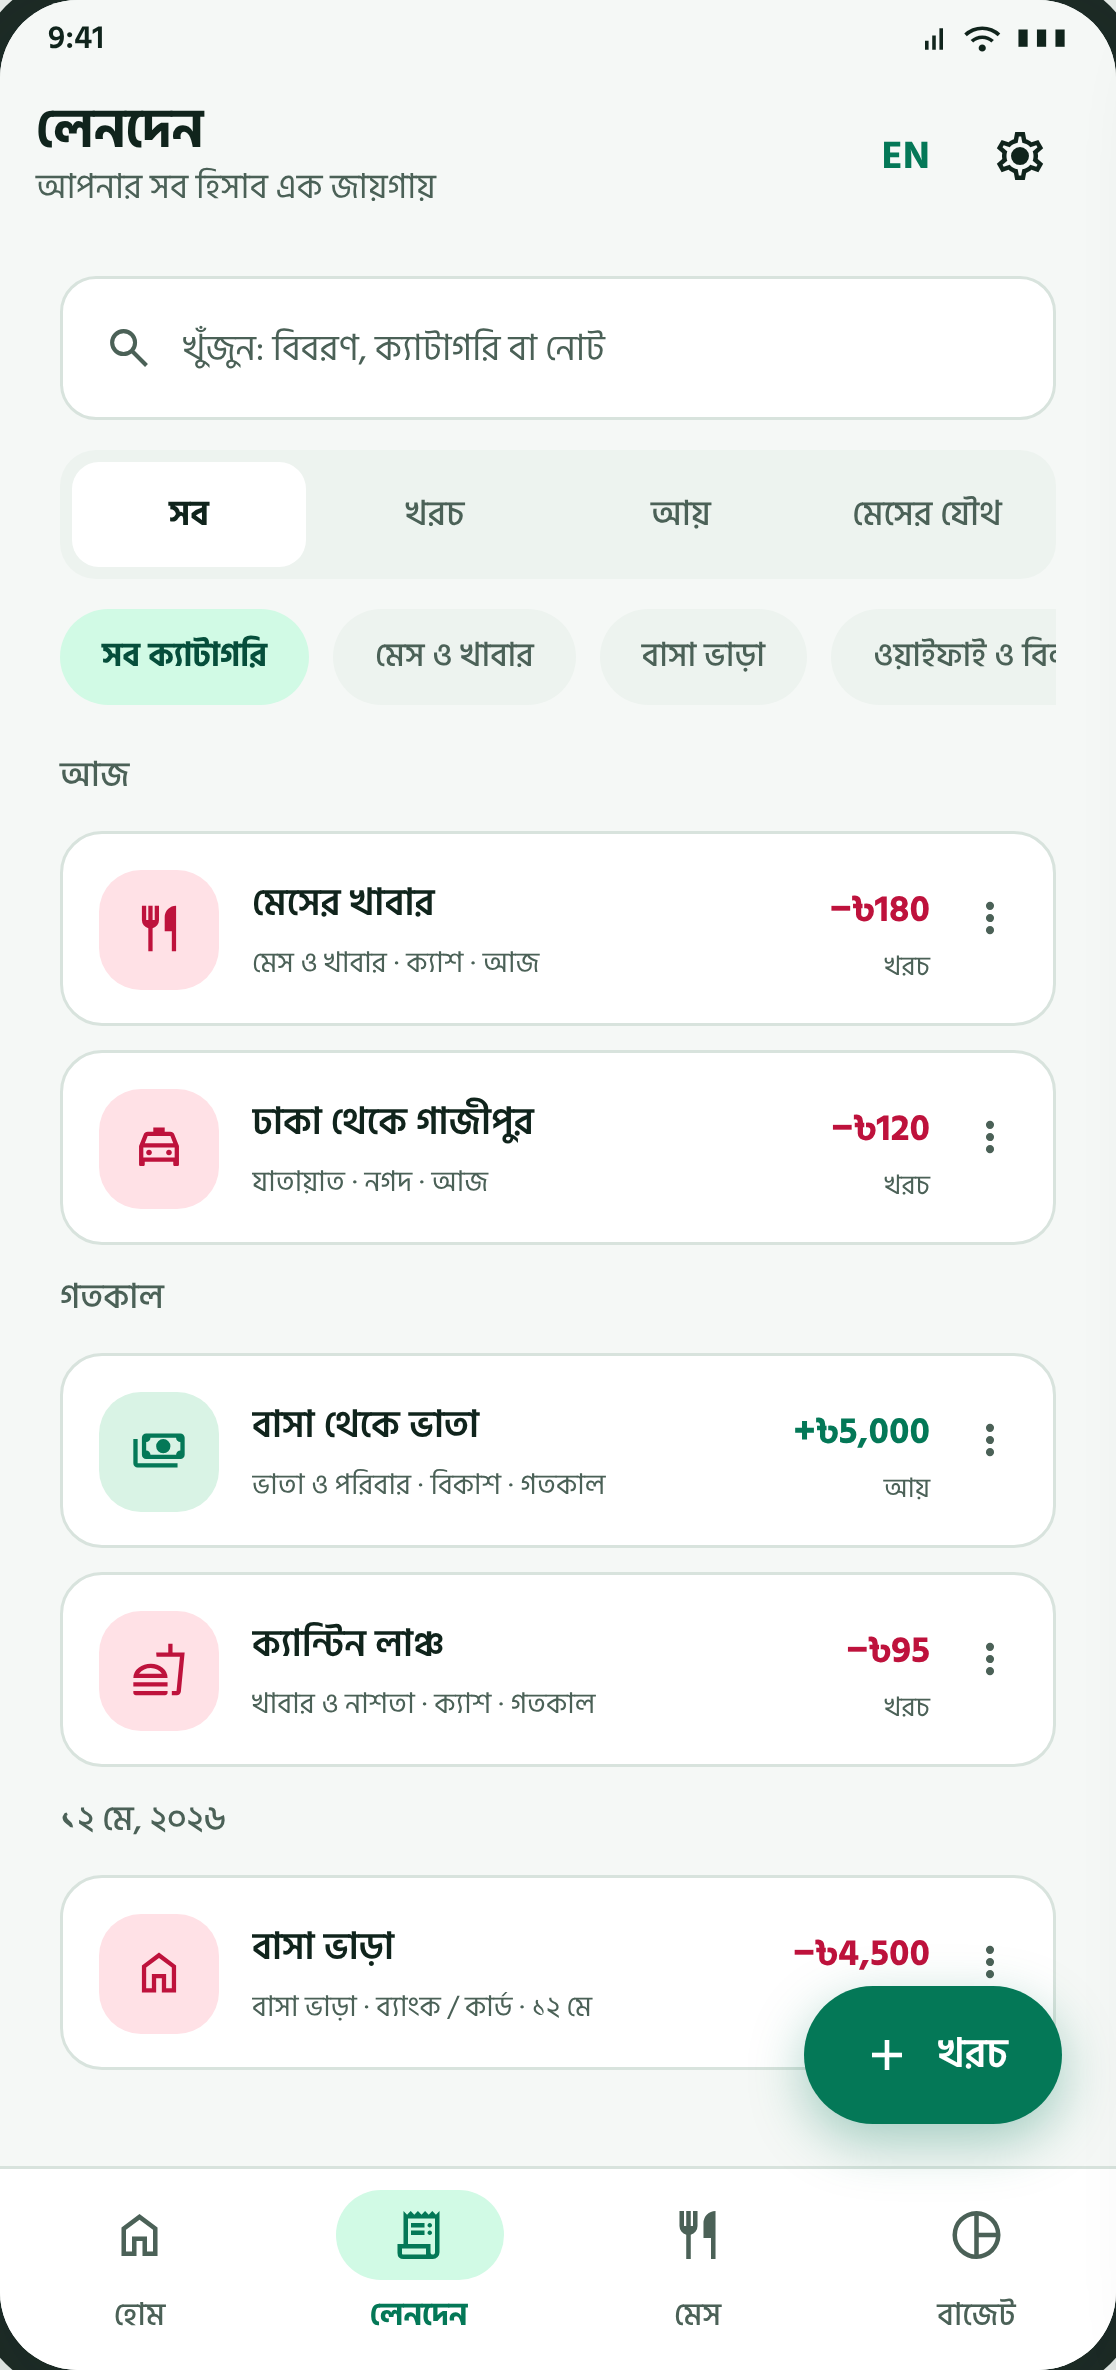 9:41
লেনদেন
আপনার সব হিসাব এক জায়গায়
EN
খুঁজুন: বিবরণ, ক্যাটাগরি বা নোট
সব
খরচ
আয়
মেসের যৌথ
সব ক্যাটাগরি
মেস ও খাবার
বাসা ভাড়া
ওয়াইফাই ও
আজ
মেসের খাবার
−৳180
মেস ও খাবার · ক্যাশ · আজ
খরচ
ঢাকা থেকে গাজীপুর
−৳120
যাতায়াত · নগদ · আজ
খরচ
গতকাল
বাসা থেকে ভাতা
+৳5,000
ভাতা ও পরিবার · বিকাশ · গতকাল
আয়
ক্যান্টিন লাঞ্চ
−৳95
খাবার ও নাশতা · ক্যাশ · গতকাল
খরচ
১২ মে, ২০২৬
বাসা ভাড়া
−৳4,500
বাসা ভাড়া · ব্যাংক / কার্ড · ১২ মে
+ খরচ
হোম
লেনদেন
মেস
বাজেট